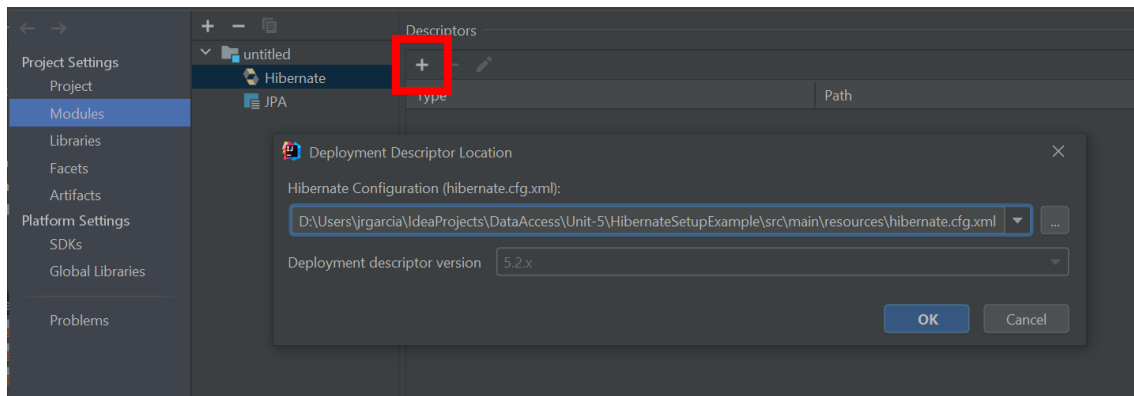 Project Settings
Project
Modules
Libraries
Facets
Artifacts
Platform Settings
SDKs
Global Libraries
Problems
untitled
Hibernate
JPA
Descriptors
Type Path
Deployment Descriptor Location
Hibernate Configuration (hibernate.cfg.xml):
D:\Users\jrgarcia\IdeaProjects\DataAccess\Unit-5\HibernateSetupExample\src\main\resources\hibernate.cfg.xml
...
Deployment descriptor version 5.2.x
OK Cancel